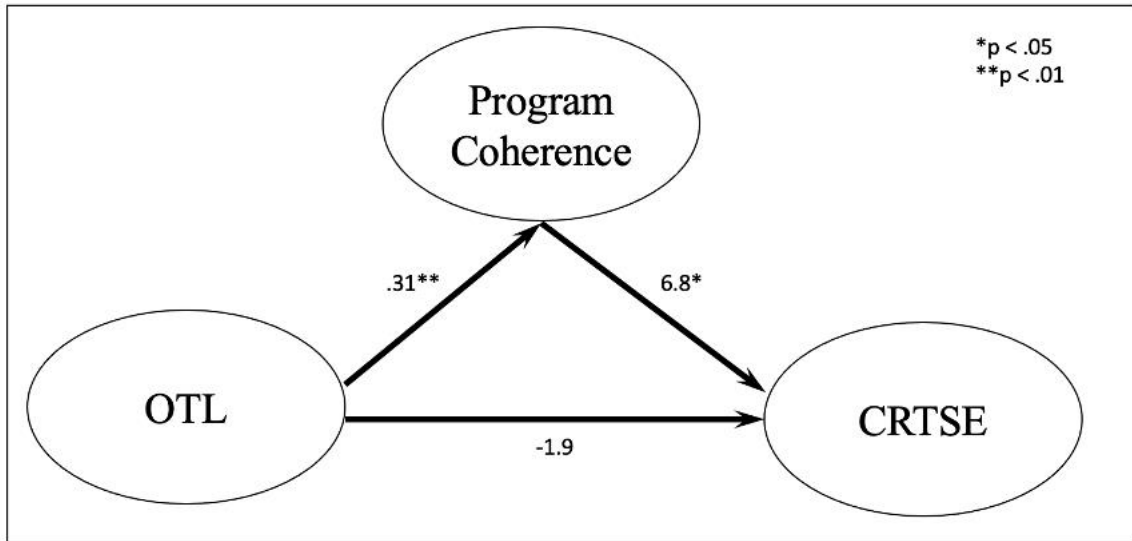 *p < .05
**p < .01
Program
Coherence
.31**
6.8*
OTL
CRTSE
-1.9